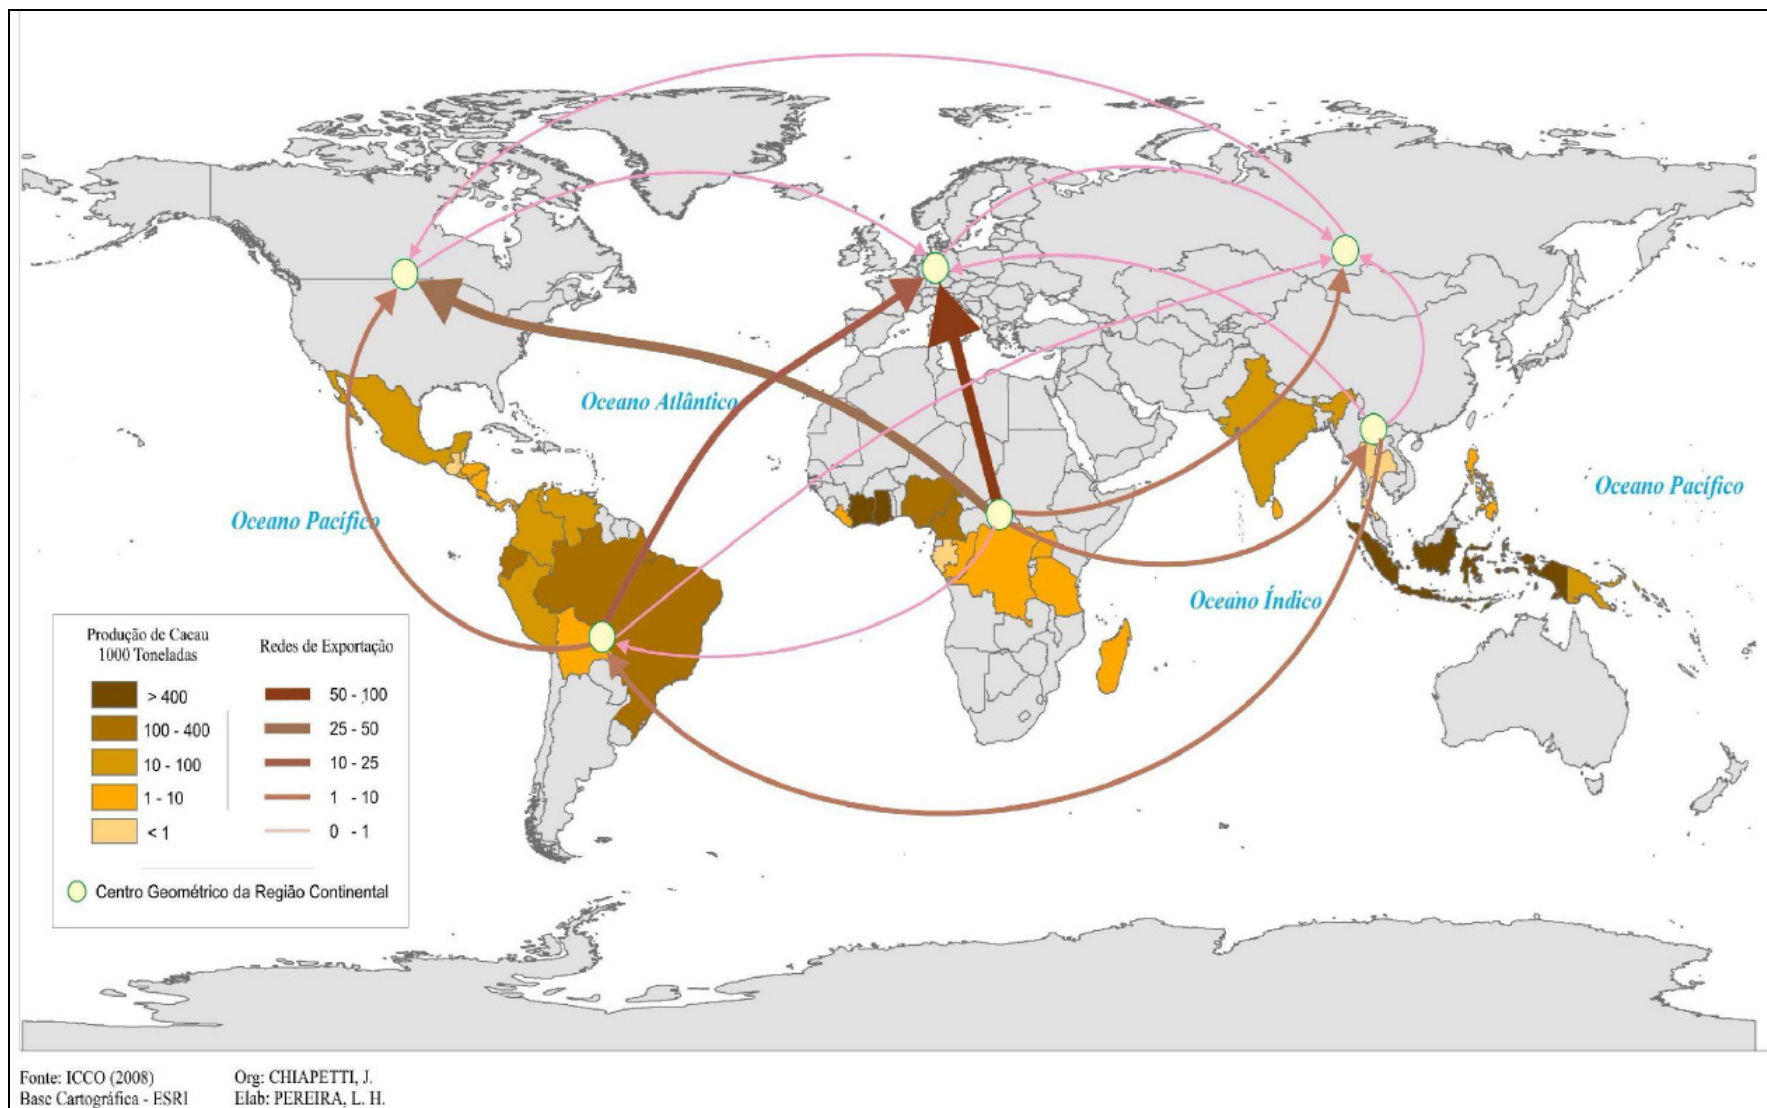 Oceano Atlântico
Oceano Pacífico
Oceano Pacífico
Oceano Índico
Produção de Cacau
1000 Toneladas
> 400
100 - 400
10 - 100
1 - 10
< 1
Redes de Exportação
50 - 100
25 - 50
10 - 25
1 - 10
0 - 1
Centro Geométrico da Região Continental
Fonte: ICCO (2008)
Base Cartográfica - ESRI
Org: CHIAPETTI, J.
Elab: PEREIRA, L. H.